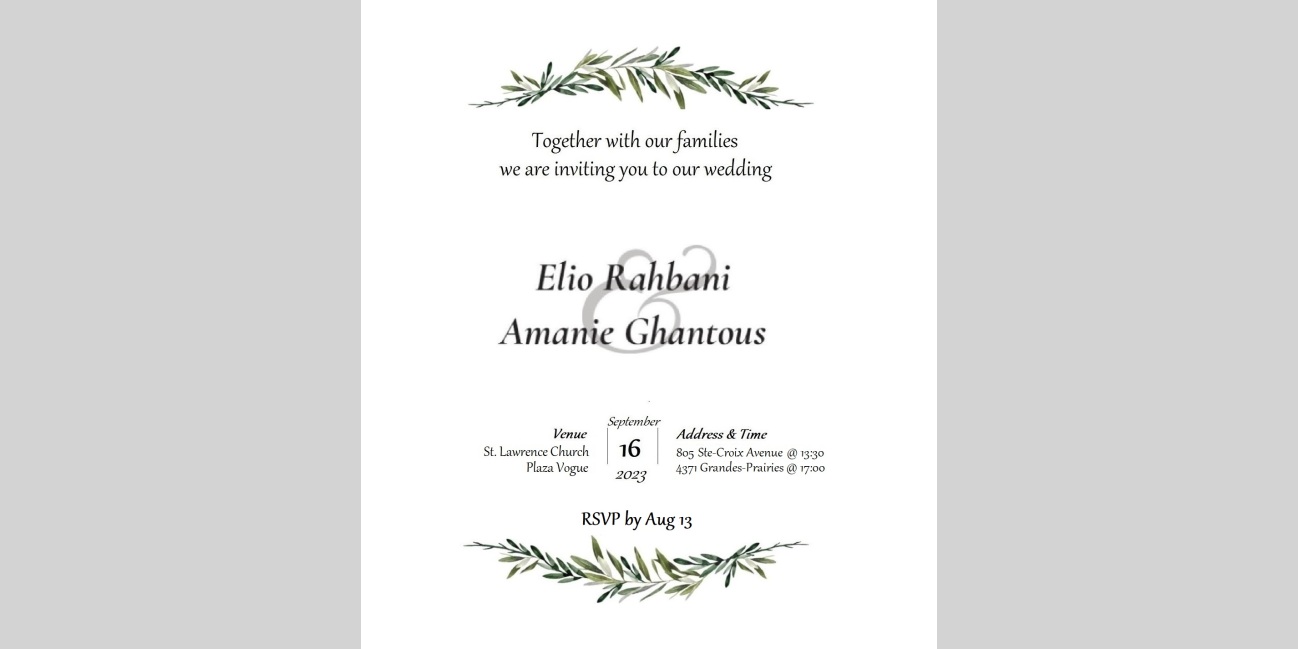 Together with our families
we are inviting you to our wedding
Elio Rahbani
&
Amanie Ghantous
Venue
St. Lawrence Church
Plaza Vogue
September
16
2023
Address & Time
805 Ste-Croix Avenue @ 13:30
4371 Grandes-Prairies @ 17:00
RSVP by Aug 13